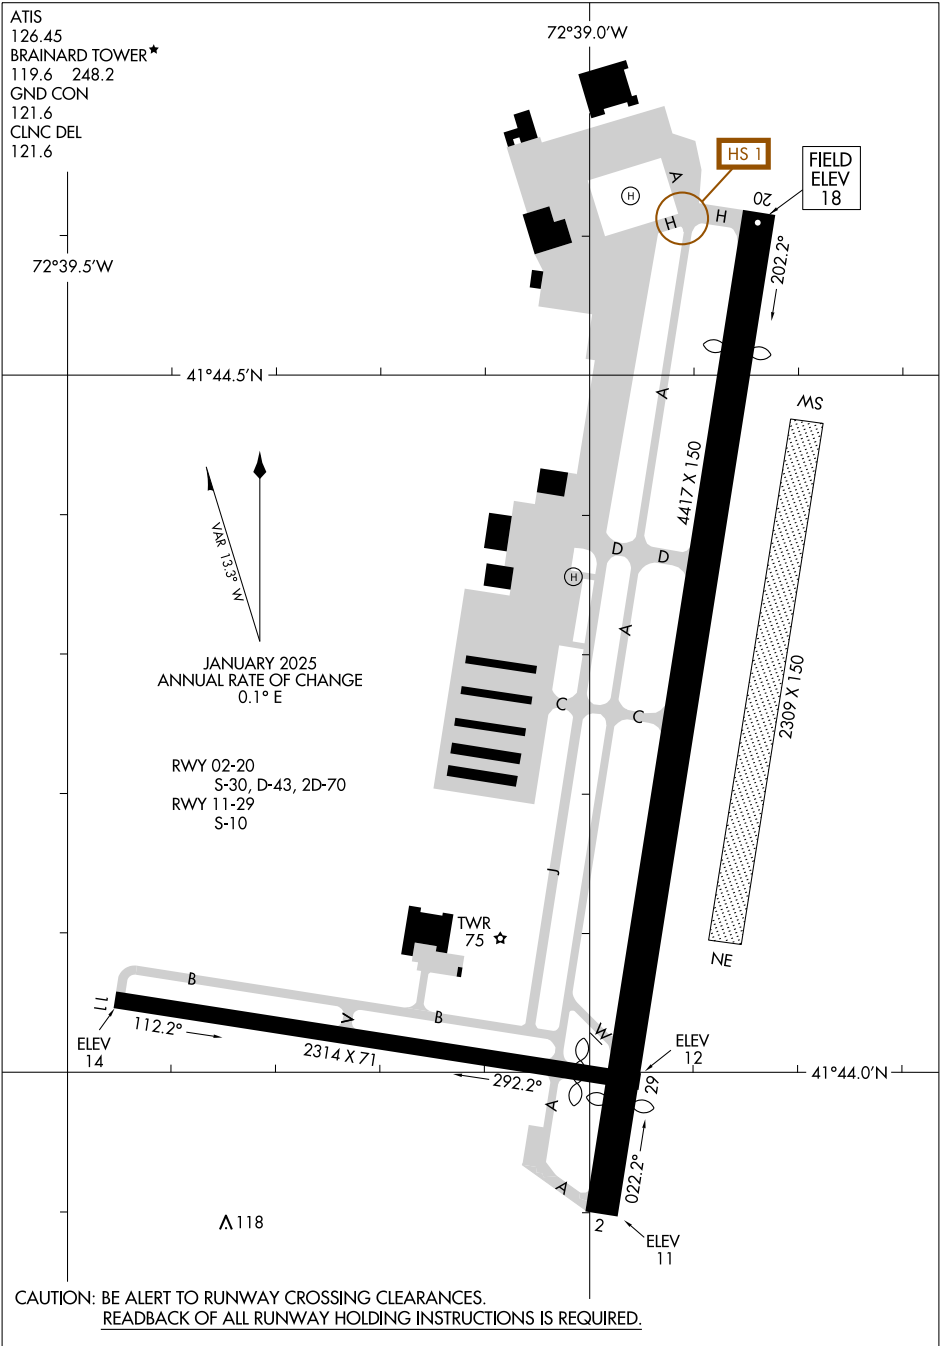 ATIS
126.45
BRAINARD TOWER★
119.6 248.2
GND CON
121.6
CLNC DEL
121.6
72°39.0'W
HS 1
FIELD
ELEV
18
A
H
H
H
20
72°39.5'W
202.2°
41°44.5'N
A
SW
4417 X 150
VAR 13.3° W
D
D
H
A
JANUARY 2025
ANNUAL RATE OF CHANGE
0.1° E
2309 X 150
C
C
RWY 02-20
S-30, D-43, 2D-70
RWY 11-29
S-10
J
TWR
75
NE
B
11
V
B
W
112.2°
ELEV
14
2314 X 71
ELEV
12
292.2°
41°44.0'N
29
A
022.2°
A
118
2
ELEV
11
CAUTION: BE ALERT TO RUNWAY CROSSING CLEARANCES.
READBACK OF ALL RUNWAY HOLDING INSTRUCTIONS IS REQUIRED.